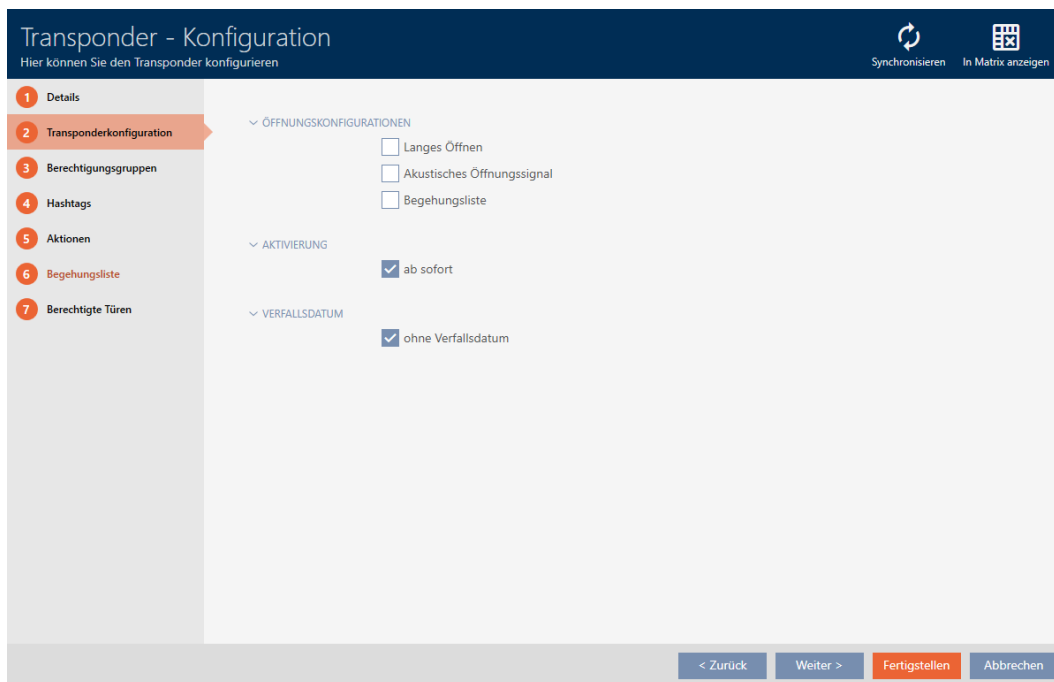 Transponder - Konfiguration
Hier können Sie den Transponder konfigurieren
Synchronisieren
In Matrix anzeigen
1 Details
2 Transponderkonfiguration
3 Berechtigungsgruppen
4 Hashtags
5 Aktionen
6 Begehungsliste
7 Berechtigte Türen
ÖFFNUNGSKONFIGURATIONEN
Langes Öffnen
Akustisches Öffnungssignal
Begehungsliste
AKTIVIERUNG
ab sofort
VERFALLSDATUM
ohne Verfallsdatum
< Zurück
Weiter >
Fertigstellen
Abbrechen